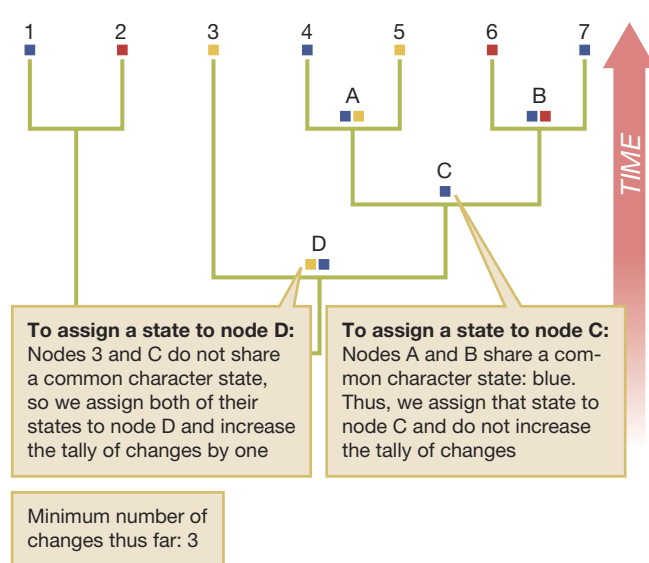 1 2 3 4 5 6 7
A B
C
D
TIME
To assign a state to node D:
Nodes 3 and C do not share
a common character state,
so we assign both of their
states to node D and increase
the tally of changes by one
To assign a state to node C:
Nodes A and B share a com-
mon character state: blue.
Thus, we assign that state to
node C and do not increase
the tally of changes
Minimum number of
changes thus far: 3